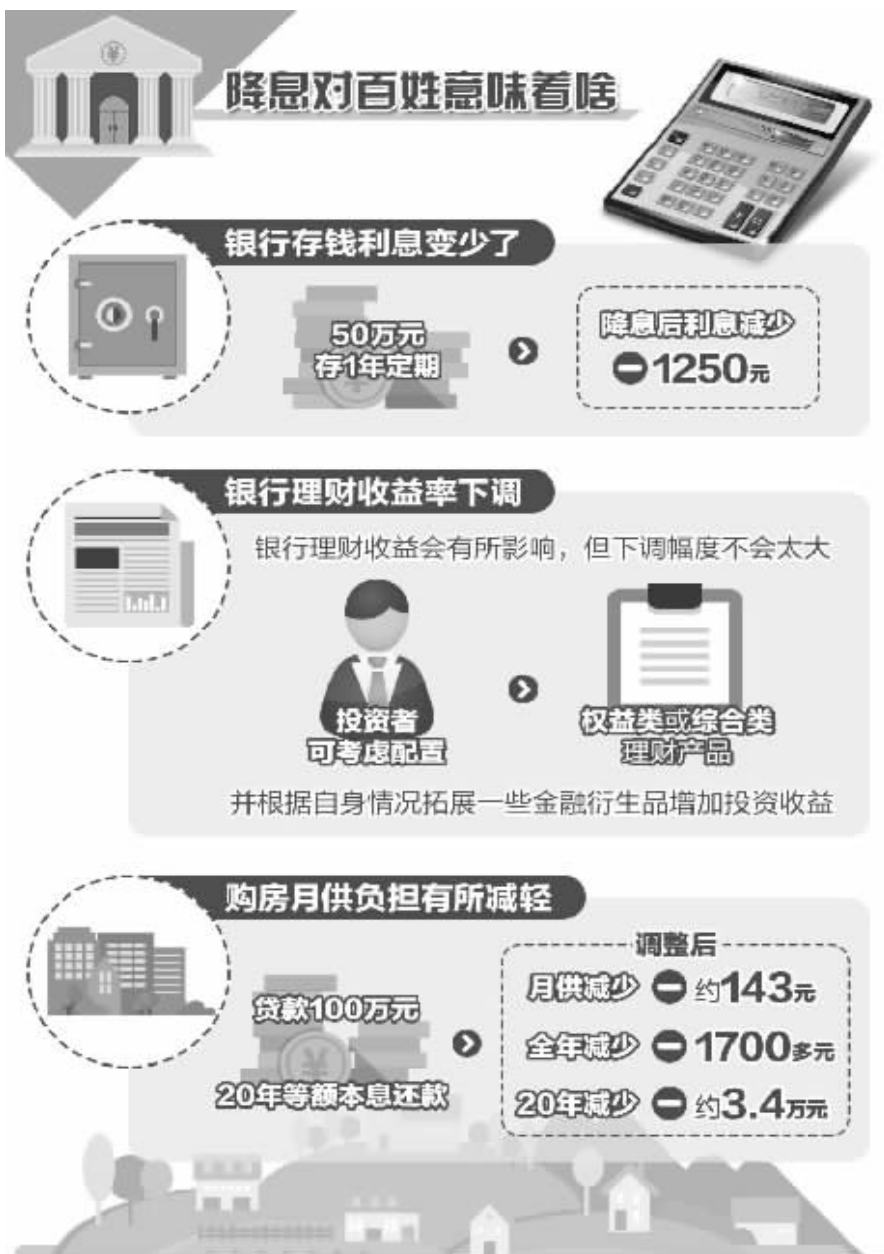 降息对百姓意味着啥
银行存钱利息变少了
50万元
存1年定期
降息后利息减少
1250元
银行理财收益率下调
银行理财收益会有所影响，但下调幅度不会太大
投资者
可考虑配置
权益类或综合类
理财产品
并根据自身情况拓展一些金融衍生品增加投资收益
购房月供负担有所减轻
贷款100万元
20年等额本息还款
调整后
月供减少 约143元
全年减少 1700多元
20年减少 约3.4万元